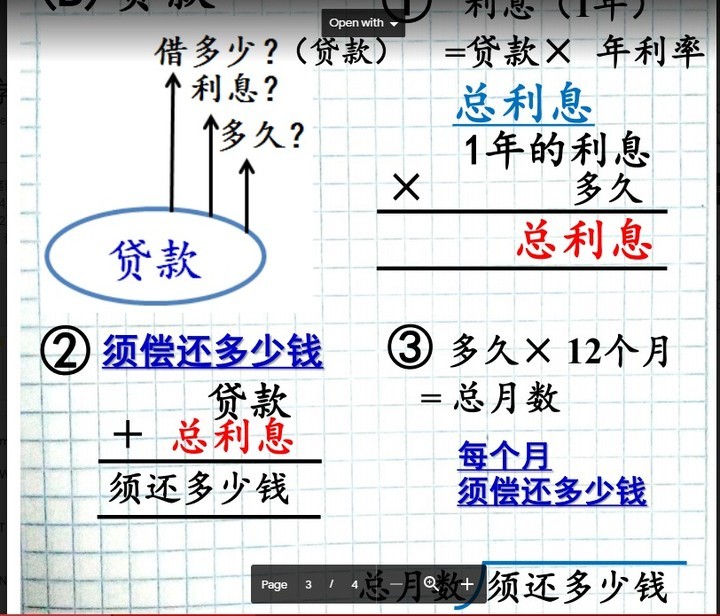 (B) 贷款
Open with
借多少？（贷款）
利息？
多久？
贷款
① 利息（1年）
=贷款× 年利率
总利息
1年的利息
× 多久
总利息
② 须偿还多少钱
贷款
+ 总利息
须还多少钱
③ 多久× 12个月
= 总月数
每个月
须偿还多少钱
总月数 须还多少钱
Page 3 / 4